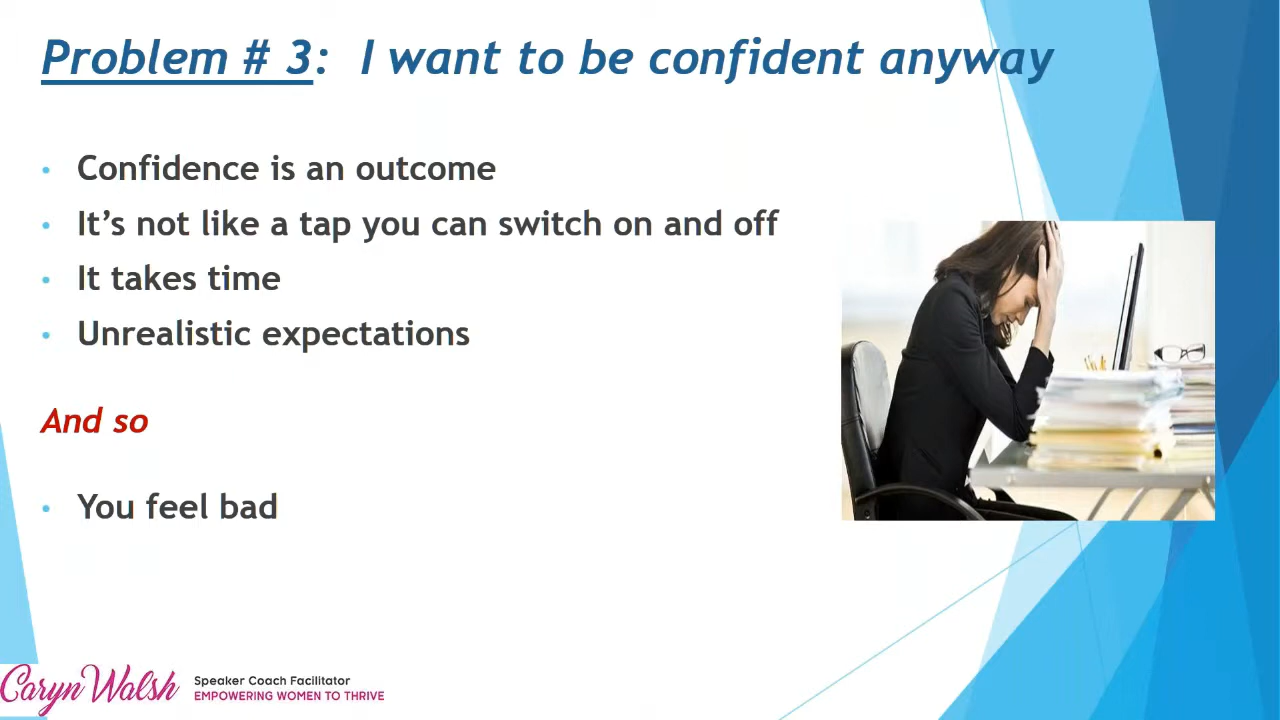 Problem # 3: I want to be confident anyway
• Confidence is an outcome
• It’s not like a tap you can switch on and off
• It takes time
• Unrealistic expectations
And so
• You feel bad
Caryn Walsh
Speaker Coach Facilitator
EMPOWERING WOMEN TO THRIVE